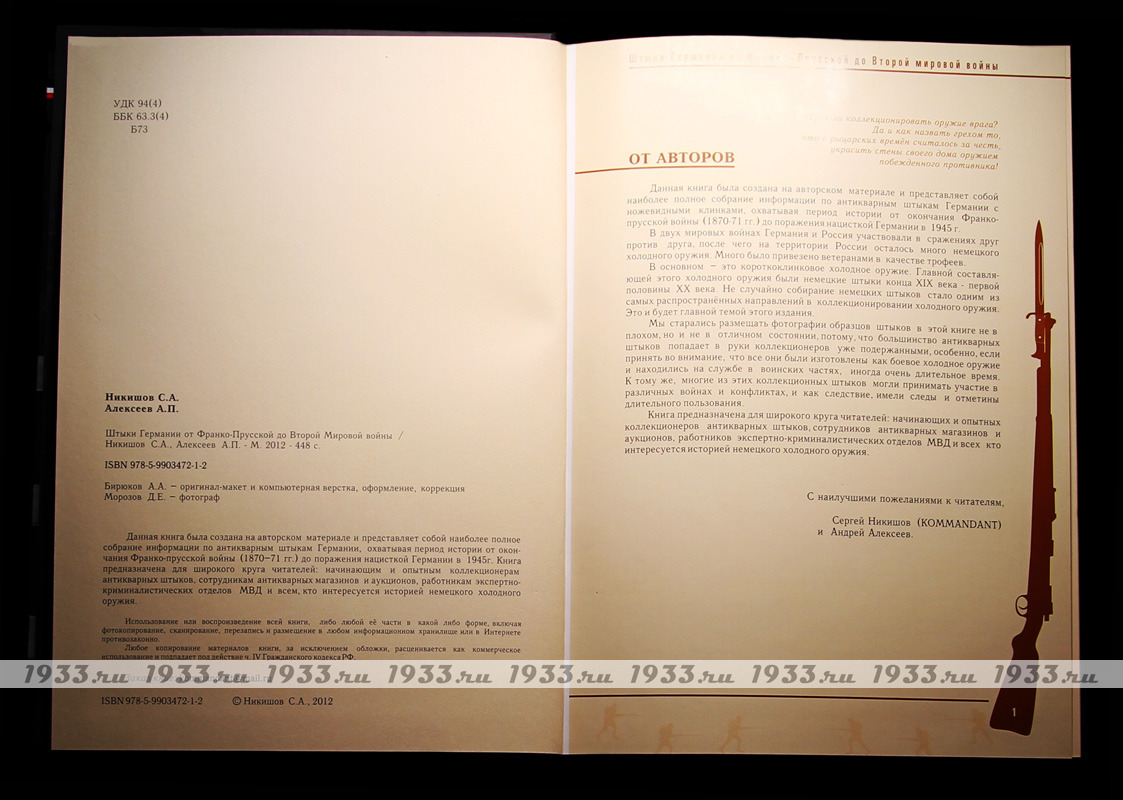 УДК 94(4)
ББК 63.3(4)
Б73
Никишов С.А.
Алексеев А.П.
Штыки Германии от Франко-Прусской до Второй Мировой войны /
Никишов С.А., Алексеев А.П. - М. 2012 - 448 с.
ISBN 978-5-9903472-1-2
Бирюков А.А. — оригинал-макет и компьютерная верстка, оформление, коррекция
Морозов Д.Е. — фотограф
Данная книга была создана на авторском материале и представляет собой наиболее полное
собрание информации по антикварным штыкам Германии, охватывая период истории от окон-
чания Франко-прусской войны (1870—71 гг.) до поражения нацисткой Германии в 1945г. Книга
предназначена для широкого круга читателей: начинающим и опытным коллекционерам
антикварных штыков, сотрудникам антикварных магазинов и аукционов, работникам экспертно-
криминалистических отделов МВД и всем, кто интересуется историей немецкого холодного
оружия.
Использование или воспроизведение всей книги, либо любой её части в какой либо форме, включая
фотокопирование, сканирование, перезапись и размещение в любом информационном хранилище или в Интернете
противозаконно.
Любое копирование материалов книги, за исключением обложки, расценивается как коммерческое
использование и подпадает под действие ч. IV Гражданского кодекса РФ.
ISBN 978-5-9903472-1-2 © Никишов С.А., 2012
Штыки Германии от Франко-Прусской до Второй мировой войны
коллекционировать оружие врага?
Да и как назвать грехом то,
что с рыцарских времён считалось за честь,
украсить стены своего дома оружием
побежденного противника!
ОТ АВТОРОВ
Данная книга была создана на авторском материале и представляет собой
наиболее полное собрание информации по антикварным штыкам Германии с
ножевидными клинками, охватывая период истории от окончания Франко-
прусской войны (1870-71 гг.) до поражения нацисткой Германии в 1945 г.
В двух мировых войнах Германия и Россия участвовали в сражениях друг
против друга, после чего на территории России осталось много немецкого
холодного оружия. Много было привезено ветеранами в качестве трофеев.
В основном — это короткоклинковое холодное оружие. Главной составля-
ющей этого холодного оружия были немецкие штыки конца XIX века - первой
половины XX века. Не случайно собирание немецких штыков стало одним из
самых распространённых направлений в коллекционировании холодного оружия.
Это и будет главной темой этого издания.
Мы старались размещать фотографии образцов штыков в этой книге не в
плохом, но и не в отличном состоянии, потому, что большинство антикварных
штыков попадает в руки коллекционеров уже подержанными, особенно, если
принять во внимание, что все они были изготовлены как боевое холодное оружие
и находились на службе в воинских частях, иногда очень длительное время.
К тому же, многие из этих коллекционных штыков могли принимать участие в
различных войнах и конфликтах, и как следствие, имели следы и отметины
длительного пользования.
Книга предназначена для широкого круга читателей: начинающих и опытных
коллекционеров антикварных штыков, сотрудников антикварных магазинов и
аукционов, работников экспертно-криминалистических отделов МВД и всех кто
интересуется историей немецкого холодного оружия.
С наилучшими пожеланиями к читателям,
Сергей Никишов (KOMMANDANT)
и Андрей Алексеев.
1933.ru 1933.ru 1933.ru 1933.ru 1933.ru 1933.ru 1933.ru 1933.ru 1933.ru
1